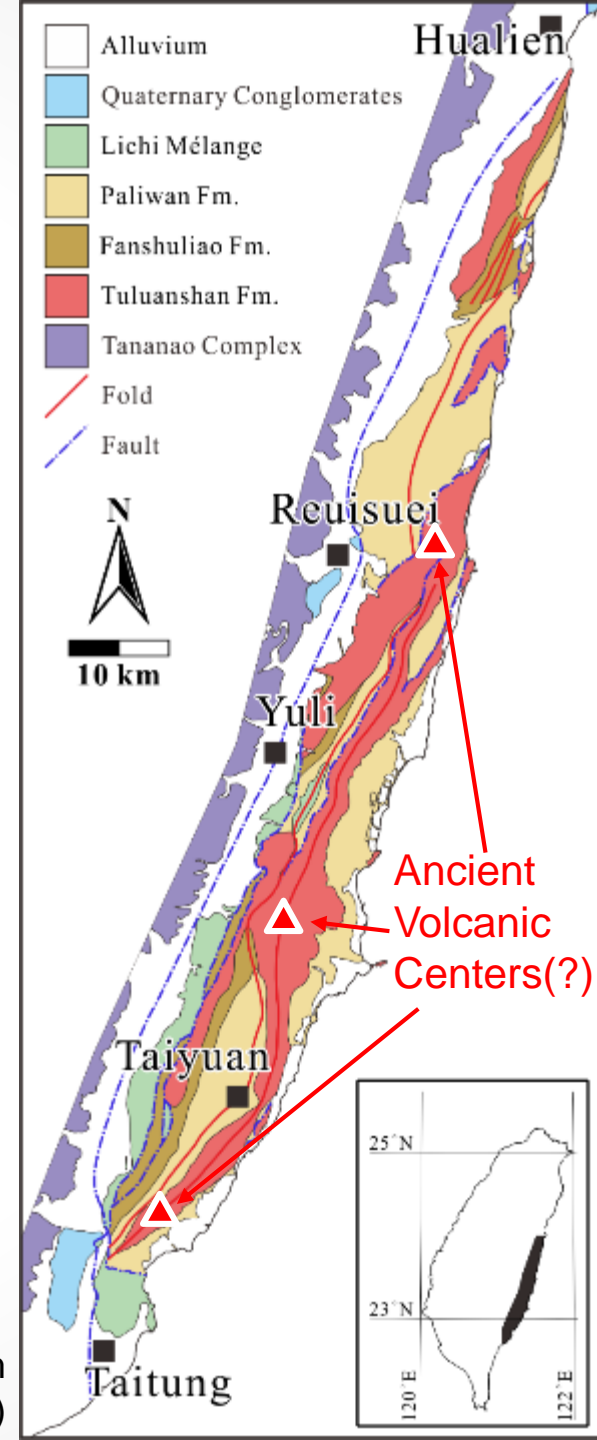 Hualien
Alluvium
Quaternary Conglomerates
Lichi Mélange
Paliwan Fm.
Fanshuliao Fm.
Tuluanshan Fm.
Tananao Complex
Fold
Fault
N
10 km
Reuisuei
Yuli
Ancient
Volcanic
Centers(?)
Taiyuan
25°N
23°N
120°E
122°E
Taitung
)